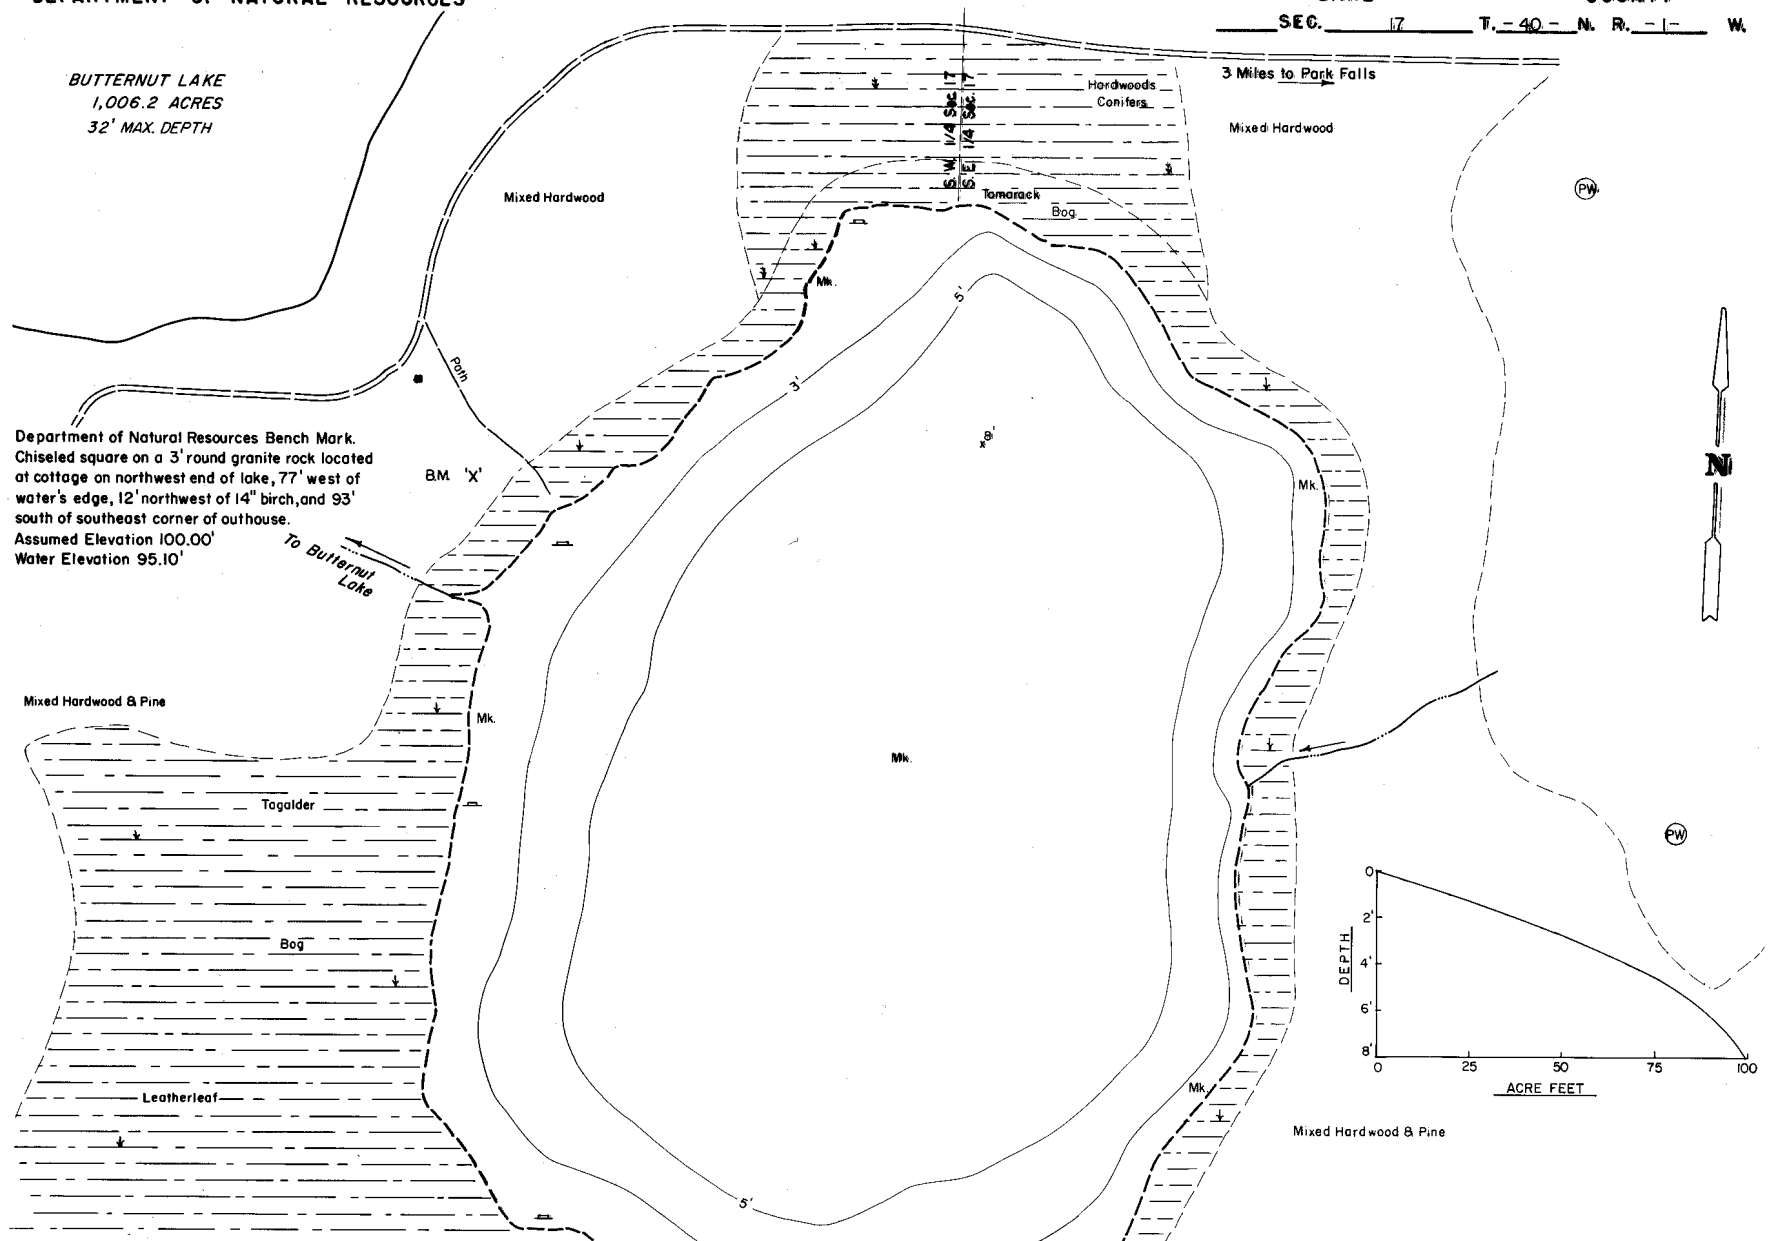 DEPARTMENT OF NATURAL RESOURCES
SEC. 17 T. - 40 - N. R. - 1 - W.
BUTTERNUT LAKE
1,006.2 ACRES
32' MAX. DEPTH
3 Miles to Park Falls
Hardwoods
Conifers
Mixed Hardwood
S. W. 1/4 Sec. 17
S. E. 1/4 Sec. 17
PW
Mixed Hardwood
Tamarack
Bog
Mk.
5'
Path
3'
8'
Department of Natural Resources Bench Mark.
Chiseled square on a 3' round granite rock located
at cottage on northwest end of lake, 77' west of
water's edge, 12' northwest of 14" birch, and 93'
south of southeast corner of outhouse.
Assumed Elevation 100.00'
Water Elevation 95.10'
B.M. 'X'
N
Mk.
To Butternut
Lake
Mixed Hardwood & Pine
Mk.
Mk.
Tagalder
PW
Bog
0
2'
4'
6'
8'
DEPTH
0 25 50 75 100
ACRE FEET
Leatherleaf
Mk.
Mixed Hardwood & Pine
5'